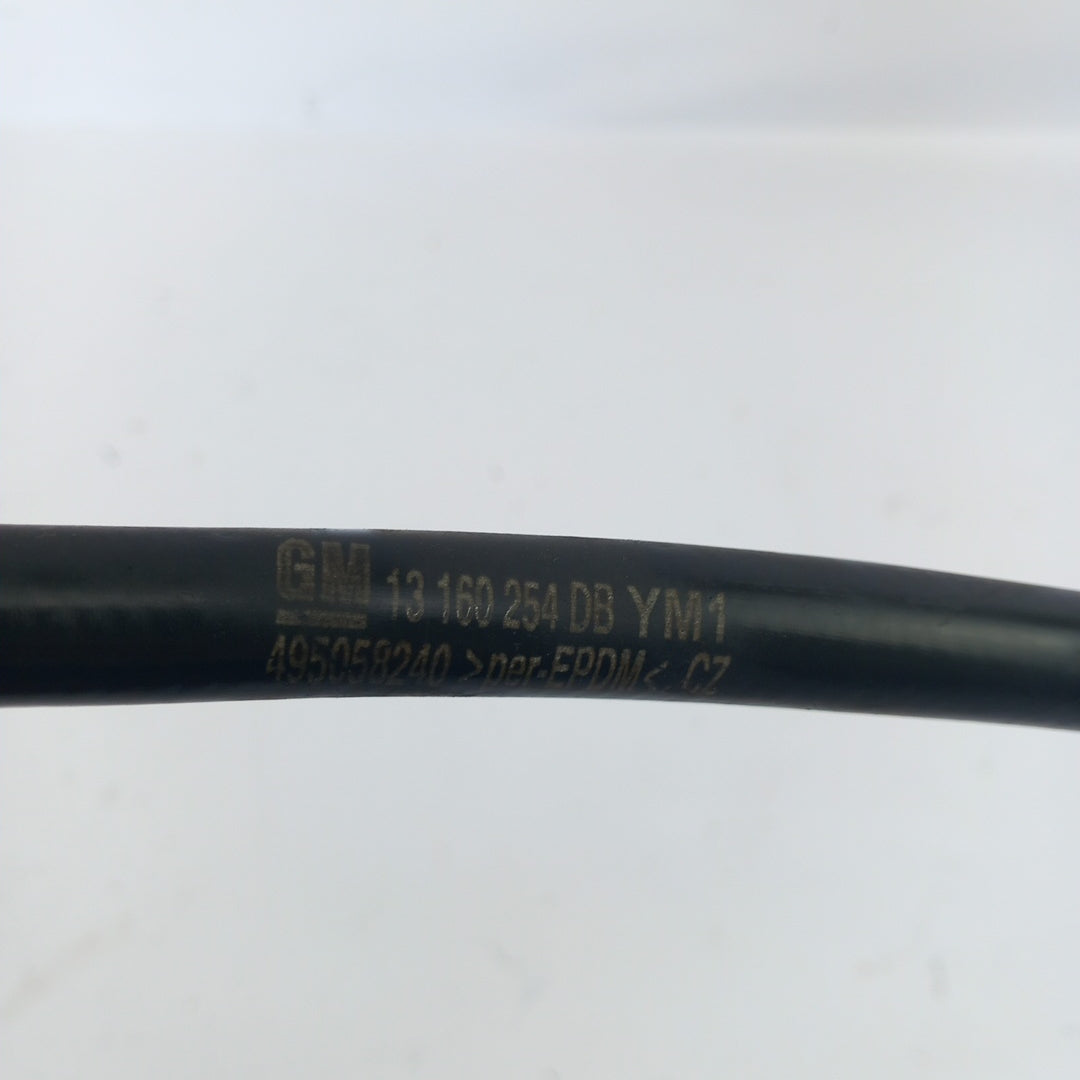 GM 13 160 254 DB YM1
495058240 >per-EPDM< CZ